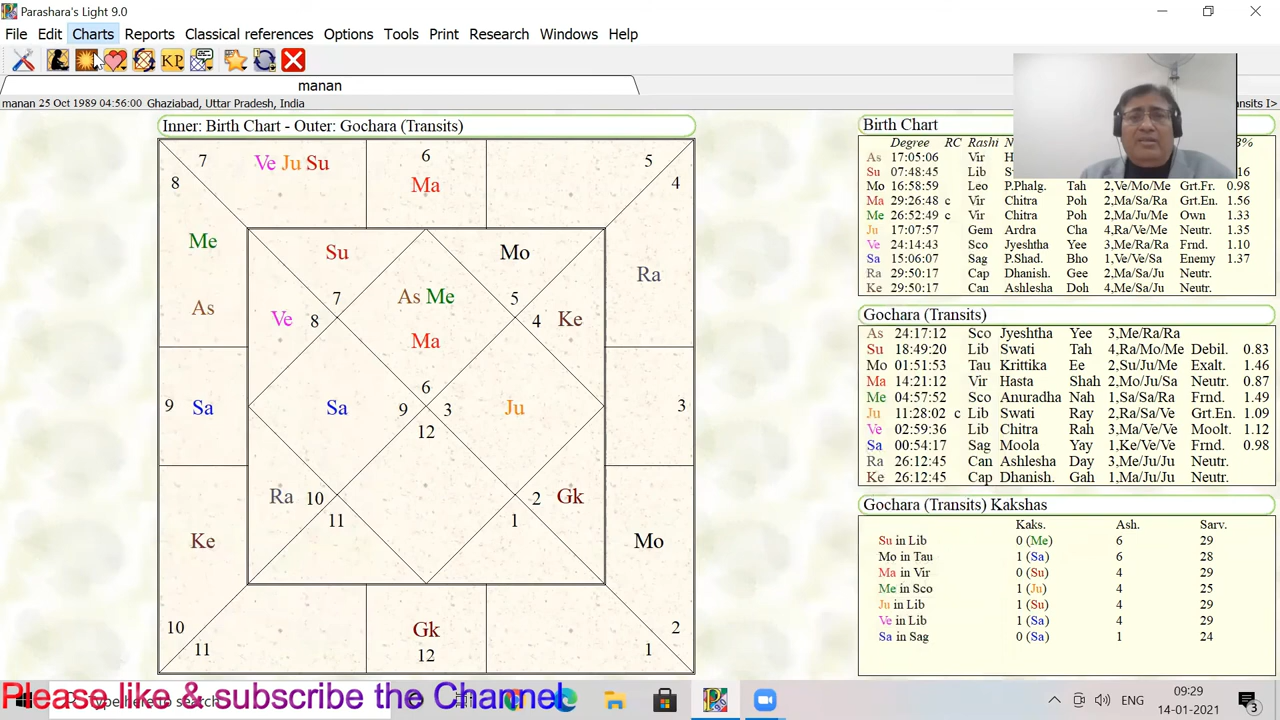 Parashara's Light 9.0
File Edit Charts Reports Classical references Options Tools Print Research Windows Help
KP
manan
manan 25 Oct 1989 04:56:00 Ghaziabad, Uttar Pradesh, India
ransits I>
Inner: Birth Chart - Outer: Gochara (Transits)
7 Ve Ju Su 6 5
8 Ma 4
Me Su Mo Ra
As Ve 7 8 As Me Ma 5 4 Ke
9 Sa Sa 6 9 3 12 Ju 3
Ke Ra 10 11 2 1 Gk Mo
10 Gk 2
11 12 1
Birth Chart
Degree RC Rashi
As 17:05:06 Vir
Su 07:48:45 Lib 16
Mo 16:58:59 Leo P.Phalg. Tah 2,Ve/Mo/Me Grt.Fr. 0.98
Ma 29:26:48 c Vir Chitra Poh 2,Ma/Sa/Ra Grt.En. 1.56
Me 26:52:49 c Vir Chitra Poh 2,Ma/Ju/Me Own 1.33
Ju 17:07:57 Gem Ardra Cha 4,Ra/Ve/Me Neutr. 1.35
Ve 24:14:43 Sco Jyeshtha Yee 3,Me/Ra/Ra Frnd. 1.10
Sa 15:06:07 Sag P.Shad. Bho 1,Ve/Ve/Sa Enemy 1.37
Ra 29:50:17 Cap Dhanish. Gee 2,Ma/Sa/Ju Neutr.
Ke 29:50:17 Can Ashlesha Doh 4,Me/Sa/Ju Neutr.
Gochara (Transits)
As 24:17:12 Sco Jyeshtha Yee 3,Me/Ra/Ra
Su 18:49:20 Lib Swati Tah 4,Ra/Mo/Me Debil. 0.83
Mo 01:51:53 Tau Krittika Ee 2,Su/Ju/Me Exalt. 1.46
Ma 14:21:12 Vir Hasta Shah 2,Mo/Ju/Sa Neutr. 0.87
Me 04:57:52 Sco Anuradha Nah 1,Sa/Sa/Ra Frnd. 1.49
Ju 11:28:02 c Lib Swati Ray 2,Ra/Sa/Ve Grt.En. 1.09
Ve 02:59:36 Lib Chitra Rah 3,Ma/Ve/Ve Moolt. 1.12
Sa 00:54:17 Sag Moola Yay 1,Ke/Ve/Ve Frnd. 0.98
Ra 26:12:45 Can Ashlesha Day 3,Me/Ju/Ju Neutr.
Ke 26:12:45 Cap Dhanish. Gah 1,Ma/Ju/Ju Neutr.
Gochara (Transits) Kakshas
Kaks. Ash. Sarv.
Su in Lib 0 (Me) 6 29
Mo in Tau 1 (Sa) 6 28
Ma in Vir 0 (Su) 4 29
Me in Sco 1 (Ju) 4 25
Ju in Lib 1 (Su) 4 29
Ve in Lib 1 (Sa) 4 29
Sa in Sag 0 (Sa) 1 24
Please like & subscribe the Channel
ENG
09:29
14-01-2021
3